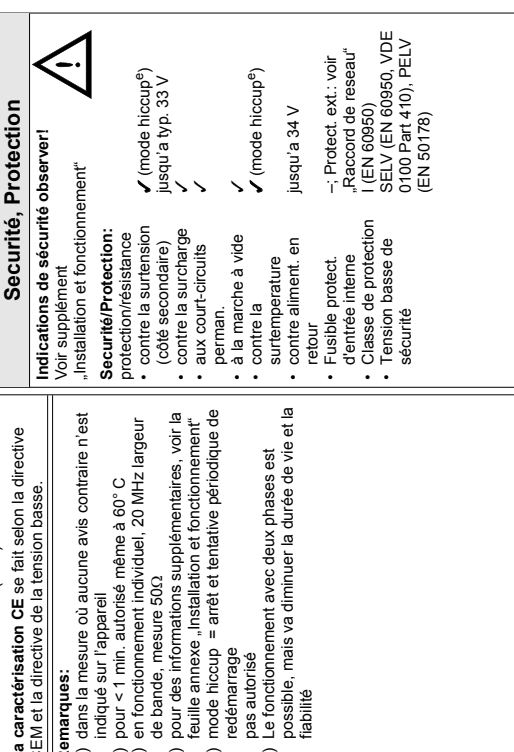 a caractérisation CE se fait selon la directive
EM et la directive de la tension basse.
emarques:
) dans la mesure où aucune avis contraire n'est
indiqué sur l'appareil
) pour < 1 min. autorisé même à 60° C
) en fonctionnement individuel, 20 MHz largeur
de bande, mesure 50Ω
) pour des informations supplémentaires, voir la
feuille annexe „Installation et fonctionnement"
) mode hiccup = arrêt et tentative périodique de
redémarrage
pas autorisé
) Le fonctionnement avec deux phases est
possible, mais va diminuer la durée de vie et la
fiabilité
Securité, Protection
Indications de sécurité observer!
Voir supplément
„Installation et fonctionnement"
Securité/Protection:
protection/résistance
• contre la surtension ✔ (mode hiccup e)
(côté secondaire) jusqu'a typ. 33 V
• contre la surcharge ✔
• aux court-circuits ✔
perman.
• à la marche à vide ✔
• contre la ✔ (mode hiccup e)
surtemperature
• contre aliment. en jusqu'a 34 V
retour
• Fusible protect. –; Protect. ext.: voir
d'entrée interne „Raccord de reseau"
• Classe de protection I (EN 60950)
• Tension basse de SELV (EN 60950, VDE
sécurité 0100 Part 410), PELV
(EN 50178)